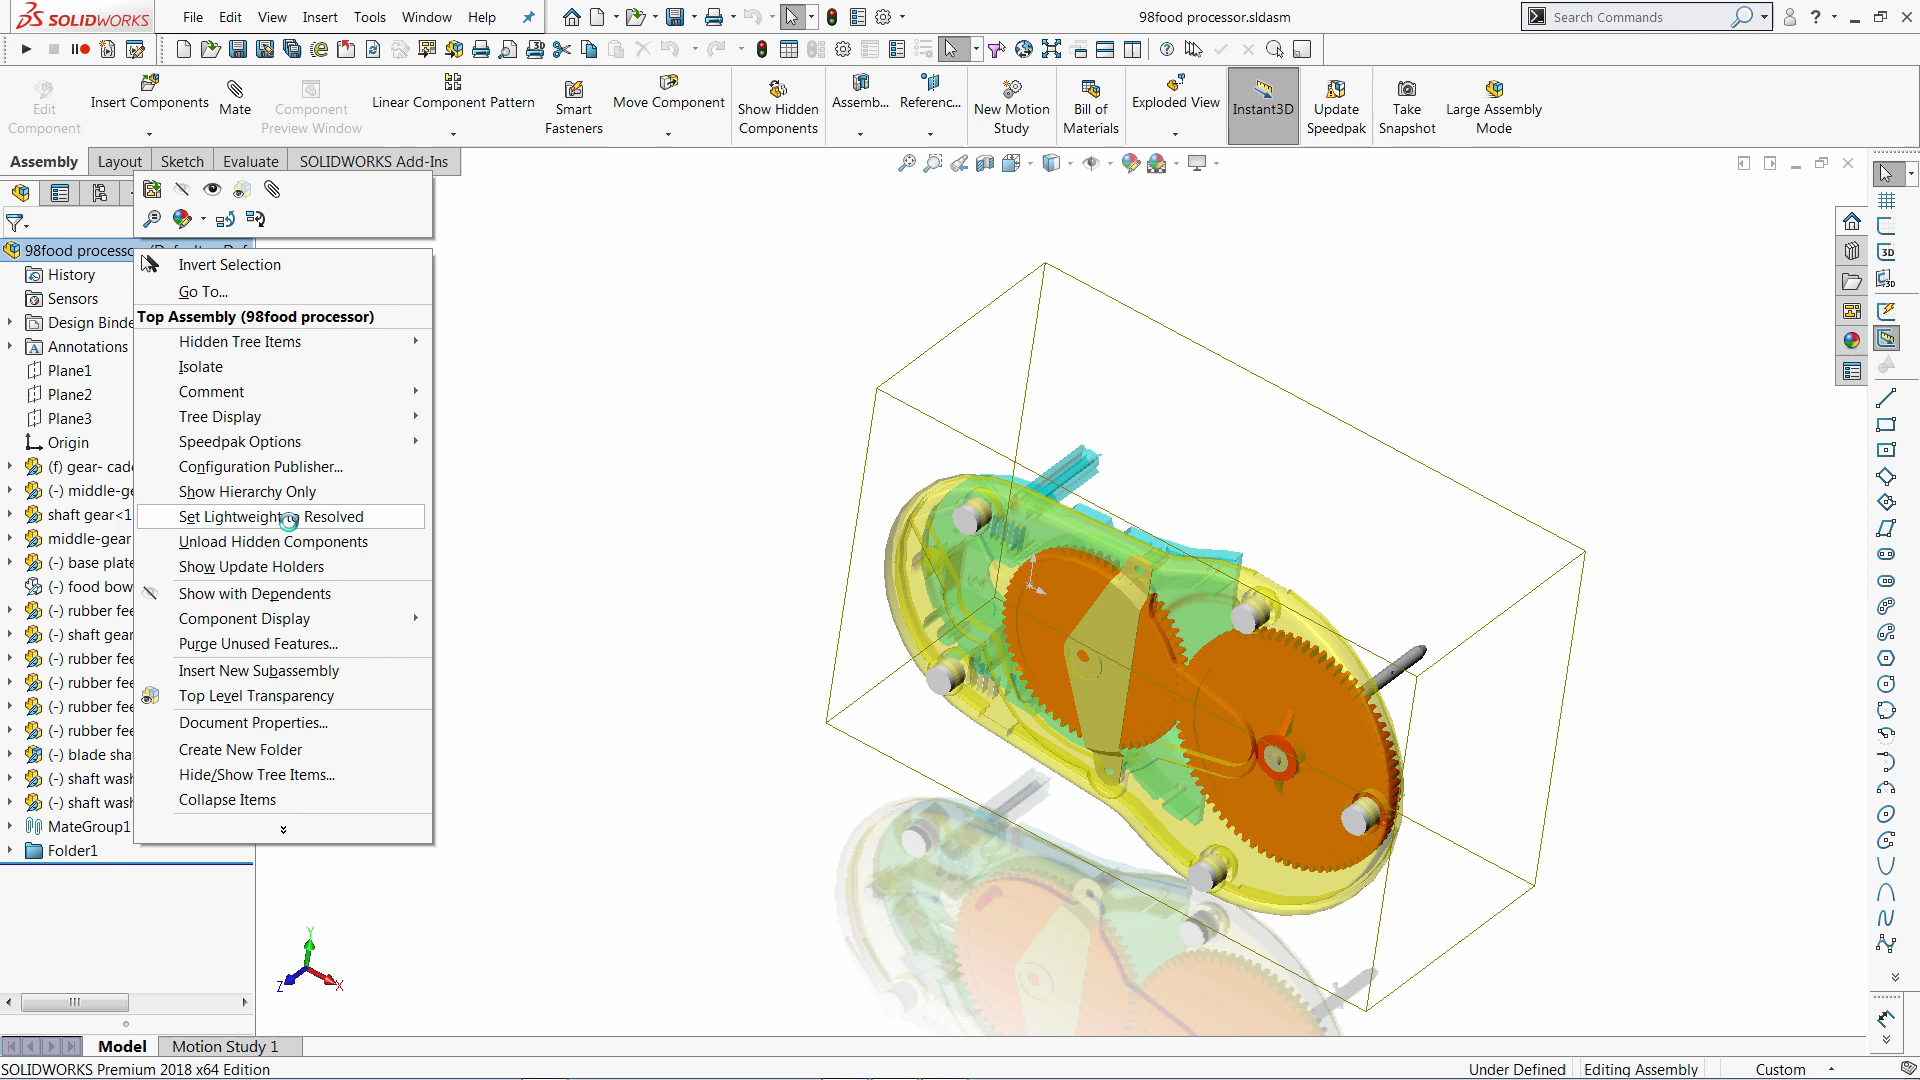 SOLIDWORKS File Edit View Insert Tools Window Help 98food processor.sldasm Search Commands
Edit Component
Insert Components
Mate
Component Preview Window
Linear Component Pattern
Smart Fasteners
Move Component
Show Hidden Components
Assemb...
Referenc...
New Motion Study
Bill of Materials
Exploded View
Instant3D
Update Speedpak
Take Snapshot
Large Assembly Mode
Assembly Layout Sketch Evaluate SOLIDWORKS Add-Ins
98food processo
History
Sensors
Design Binde
Annotations
Plane1
Plane2
Plane3
Origin
(f) gear- cad
(-) middle-ge
shaft gear<1
middle-gear
(-) base plate
(-) food bow
(-) rubber fee
(-) shaft gear
(-) rubber fee
(-) rubber fee
(-) rubber fee
(-) rubber fee
(-) blade sha
(-) shaft wash
(-) shaft wash
MateGroup1
Folder1
Invert Selection
Go To...
Top Assembly (98food processor)
Hidden Tree Items
Isolate
Comment
Tree Display
Speedpak Options
Configuration Publisher...
Show Hierarchy Only
Set Lightweight to Resolved
Unload Hidden Components
Show Update Holders
Show with Dependents
Component Display
Purge Unused Features...
Insert New Subassembly
Top Level Transparency
Document Properties...
Create New Folder
Hide/Show Tree Items...
Collapse Items
Y
Z X
Model Motion Study 1
SOLIDWORKS Premium 2018 x64 Edition Under Defined Editing Assembly Custom